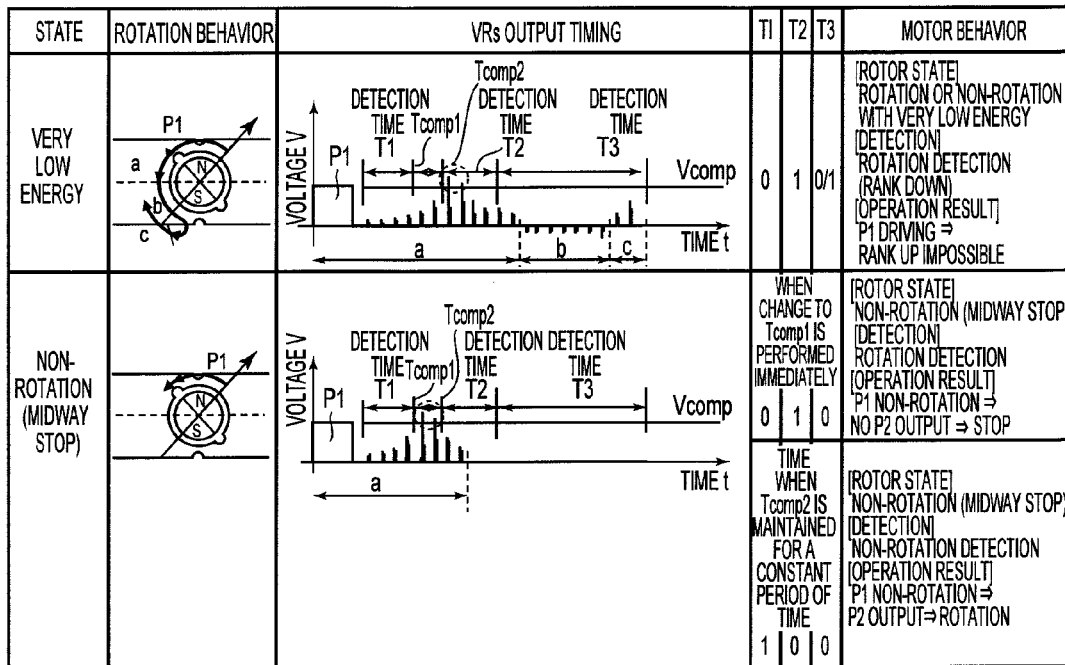 STATE
ROTATION BEHAVIOR
VRs OUTPUT TIMING
T1
T2
T3
MOTOR BEHAVIOR
VERY
LOW
ENERGY
P1
a
N
S
b
c
Tcomp2
DETECTION
TIME
T1
Tcomp1
DETECTION
TIME
T2
DETECTION
TIME
T3
VOLTAGE V
P1
Vcomp
TIME t
a
b
c
0
1
0/1
[ROTOR STATE]
ROTATION OR NON-ROTATION
WITH VERY LOW ENERGY
[DETECTION]
ROTATION DETECTION
(RANK DOWN)
[OPERATION RESULT]
P1 DRIVING ⇒
RANK UP IMPOSSIBLE
NON-
ROTATION
(MIDWAY
STOP)
P1
N
S
Tcomp2
DETECTION
TIME
T1
Tcomp1
DETECTION
TIME
T2
DETECTION
TIME
T3
VOLTAGE V
P1
Vcomp
TIME t
a
WHEN
CHANGE TO
Tcomp1 IS
PERFORMED
IMMEDIATELY
0
1
0
[ROTOR STATE]
NON-ROTATION (MIDWAY STOP
[DETECTION]
ROTATION DETECTION
[OPERATION RESULT]
P1 NON-ROTATION ⇒
NO P2 OUTPUT ⇒ STOP
TIME
WHEN
Tcomp2 IS
MAINTAINED
FOR A
CONSTANT
PERIOD OF
TIME
1
0
0
[ROTOR STATE]
NON-ROTATION (MIDWAY STOP)
[DETECTION]
NON-ROTATION DETECTION
[OPERATION RESULT]
P1 NON-ROTATION ⇒
P2 OUTPUT ⇒ ROTATION